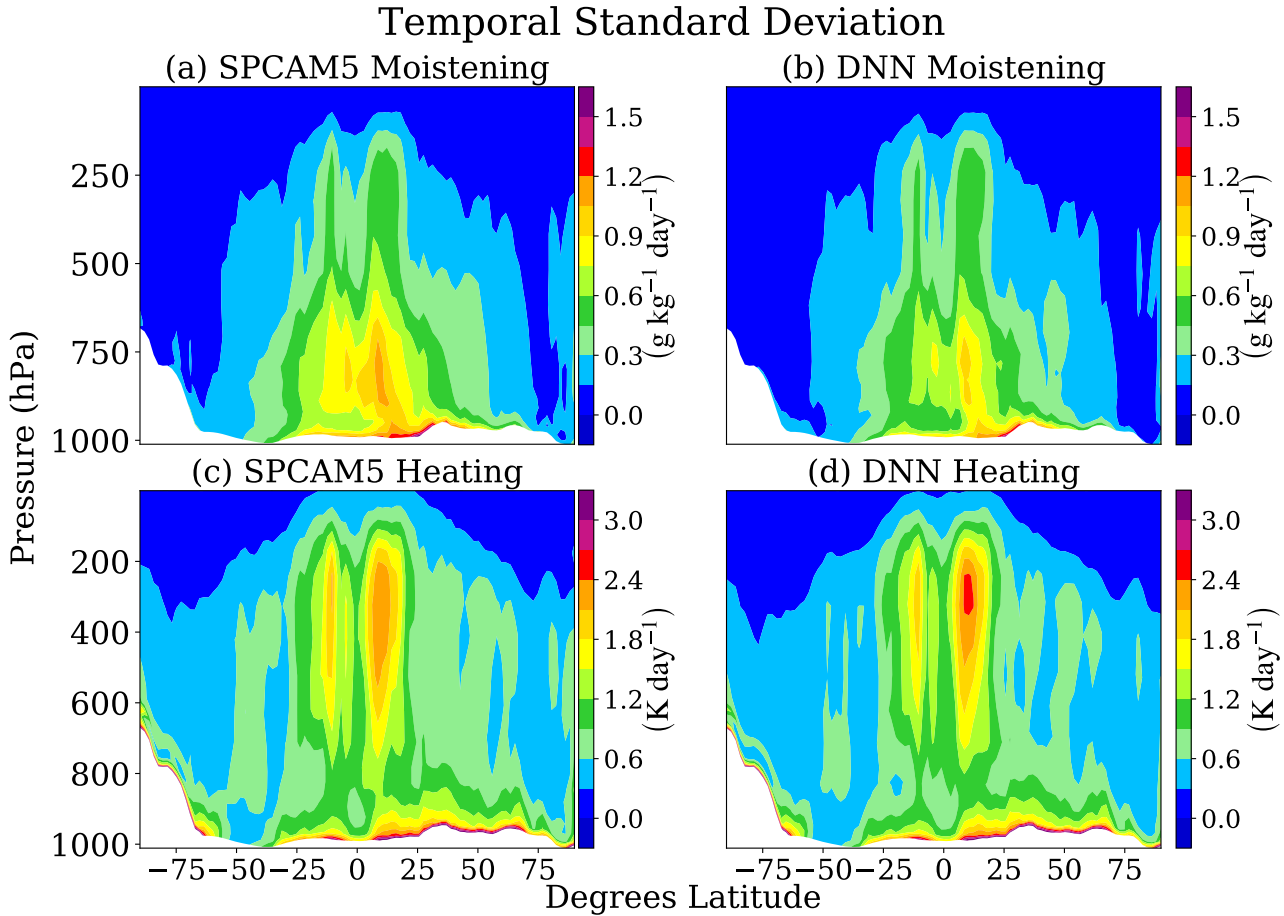 Temporal Standard Deviation
(a) SPCAM5 Moistening
(b) DNN Moistening
250
500
750
1000
1.5
1.2
0.9
0.6
0.3
0.0
(g kg⁻¹ day⁻¹)
1.5
1.2
0.9
0.6
0.3
0.0
(g kg⁻¹ day⁻¹)
Pressure (hPa)
(c) SPCAM5 Heating
(d) DNN Heating
200
400
600
800
1000
3.0
2.4
1.8
1.2
0.6
0.0
(K day⁻¹)
3.0
2.4
1.8
1.2
0.6
0.0
(K day⁻¹)
−75 −50 −25 0 25 50 75
−75 −50 −25 0 25 50 75
Degrees Latitude